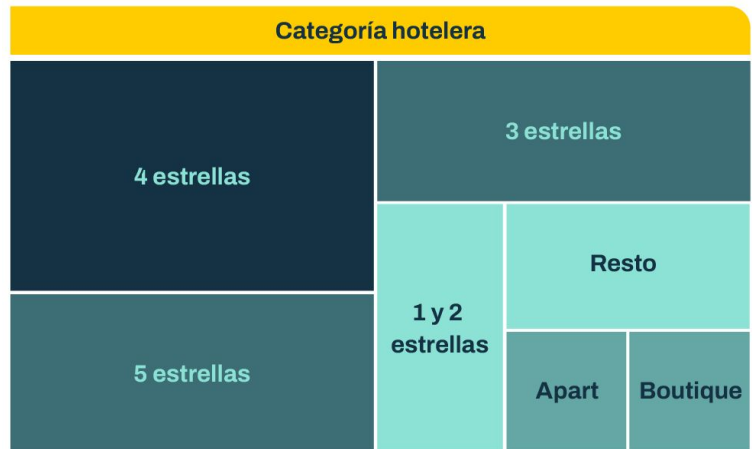 Categoría hotelera
4 estrellas
3 estrellas
5 estrellas
1 y 2
estrellas
Resto
Apart
Boutique